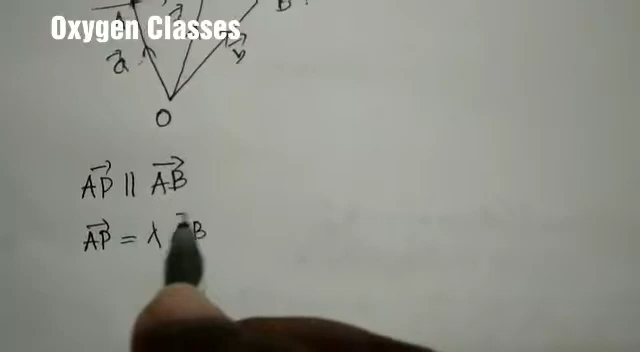 Oxygen Classes
A
B
a⃗
b⃗
O
AP⃗ || AB⃗
AP⃗ = λ B